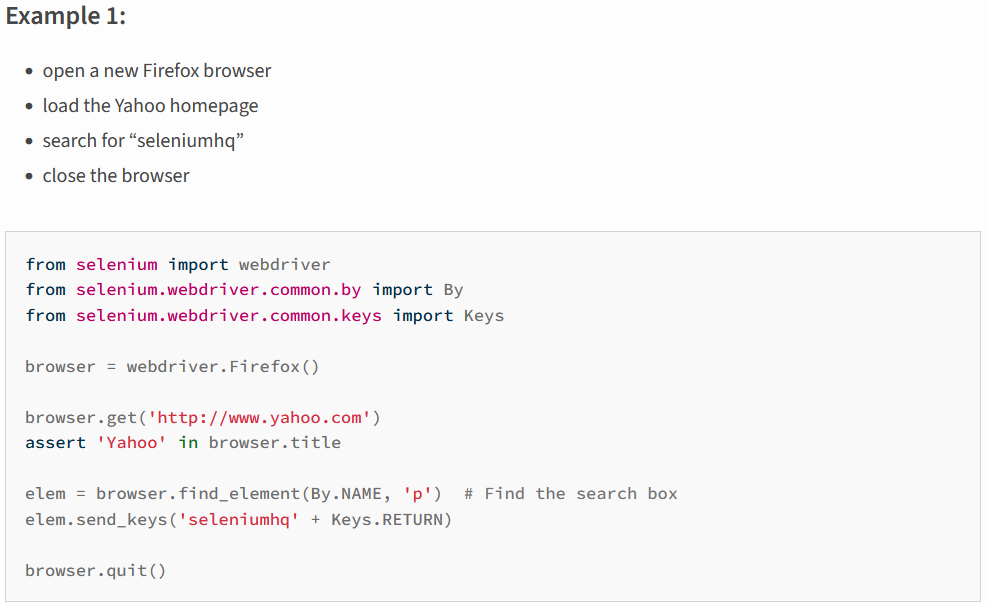 Example 1:
• open a new Firefox browser
• load the Yahoo homepage
• search for “seleniumhq”
• close the browser
from selenium import webdriver
from selenium.webdriver.common.by import By
from selenium.webdriver.common.keys import Keys
browser = webdriver.Firefox()
browser.get('http://www.yahoo.com')
assert 'Yahoo' in browser.title
elem = browser.find_element(By.NAME, 'p')  # Find the search box
elem.send_keys('seleniumhq' + Keys.RETURN)
browser.quit()